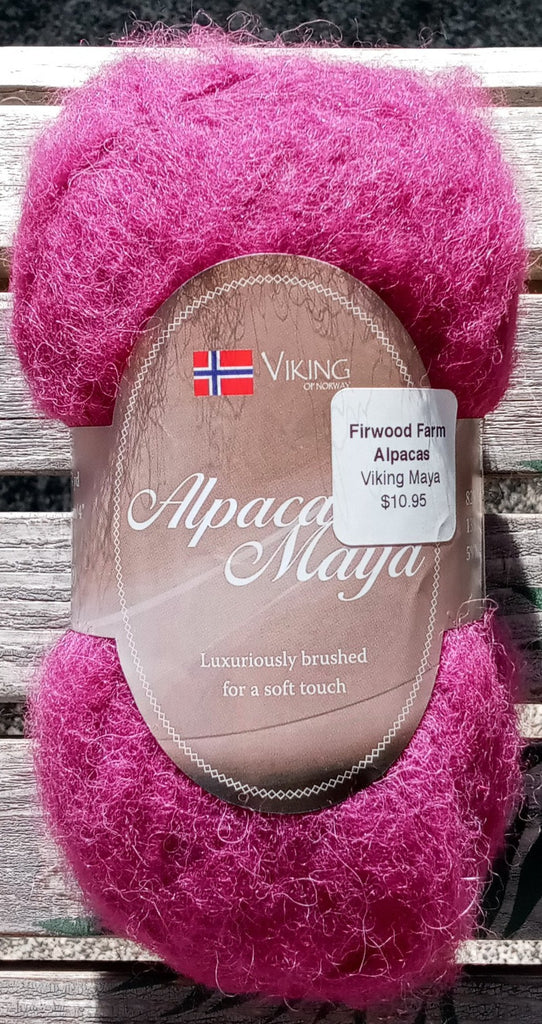 VIKING
OF NORWAY
Firwood Farm
Alpacas
Viking Maya
$10.95
Alpaca
Maya
Luxuriously brushed
for a soft touch